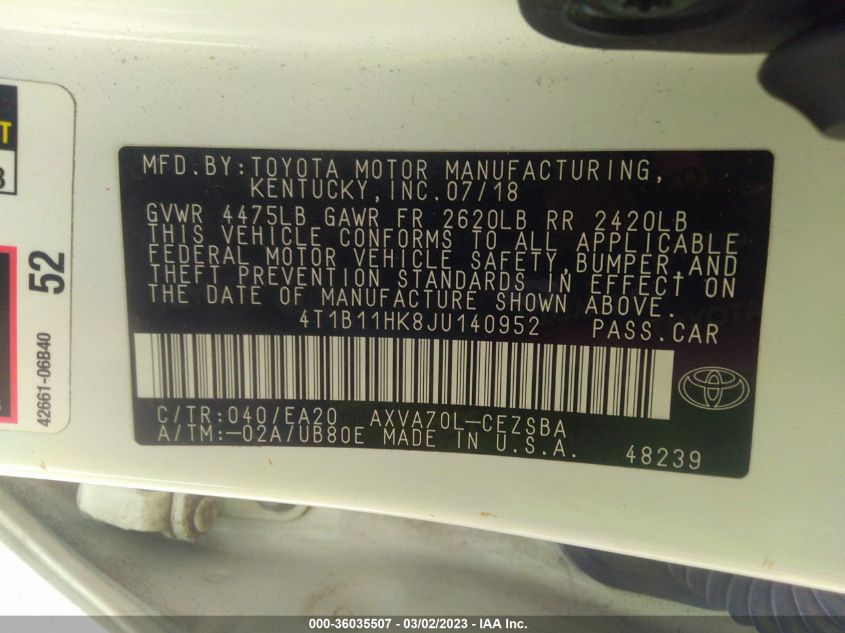 MFD.BY:TOYOTA MOTOR MANUFACTURING,
KENTUCKY,INC.07/18
GVWR 4475LB GAWR FR 2620LB RR 2420LB
THIS VEHICLE CONFORMS TO ALL APPLICABLE
FEDERAL MOTOR VEHICLE SAFETY,BUMPER,AND
THEFT PREVENTION STANDARDS IN EFFECT ON
THE DATE OF MANUFACTURE SHOWN ABOVE.
4T1B11HK8JU140952 PASS.CAR
C/TR:040/EA20 AXVA70L-CEZSBA
A/TM:-02A/UB80E MADE IN U.S.A.
48239
52
42661-06B40
000-36035507 - 03/02/2023 - IAA Inc.